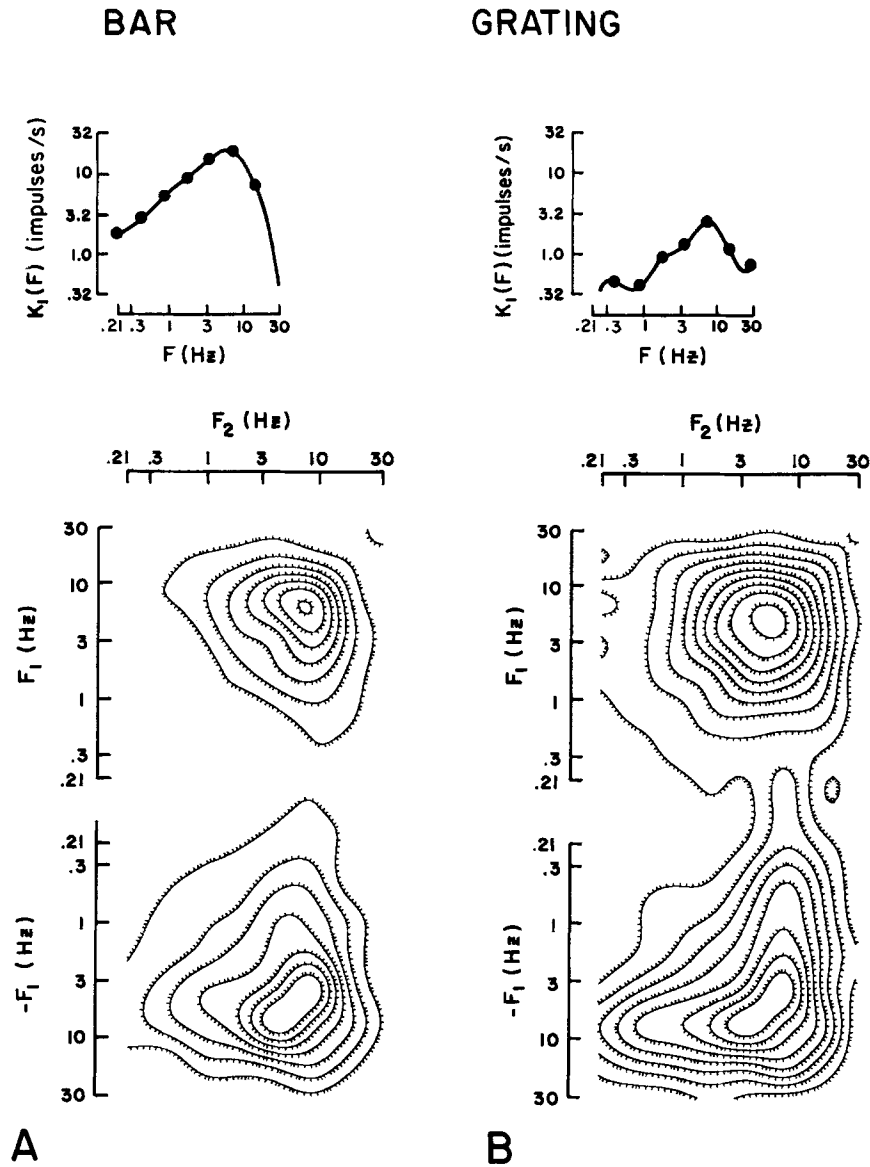 BAR
GRATING
K₁(F) (impulses/s)
32
10
3.2
1.0
.32
.21 .3 1 3 10 30
F (Hz)
K₁(F) (impulses/s)
32
10
3.2
1.0
.32
.21 .3 1 3 10 30
F (Hz)
F₂ (Hz)
.21 .3 1 3 10 30
F₂ (Hz)
.21 .3 1 3 10 30
F₁ (Hz)
30
10
3
1
.3
.21
F₁ (Hz)
30
10
3
1
.3
.21
-F₁ (Hz)
.21
.3
1
3
10
30
-F₁ (Hz)
.21
.3
1
3
10
30
A
B